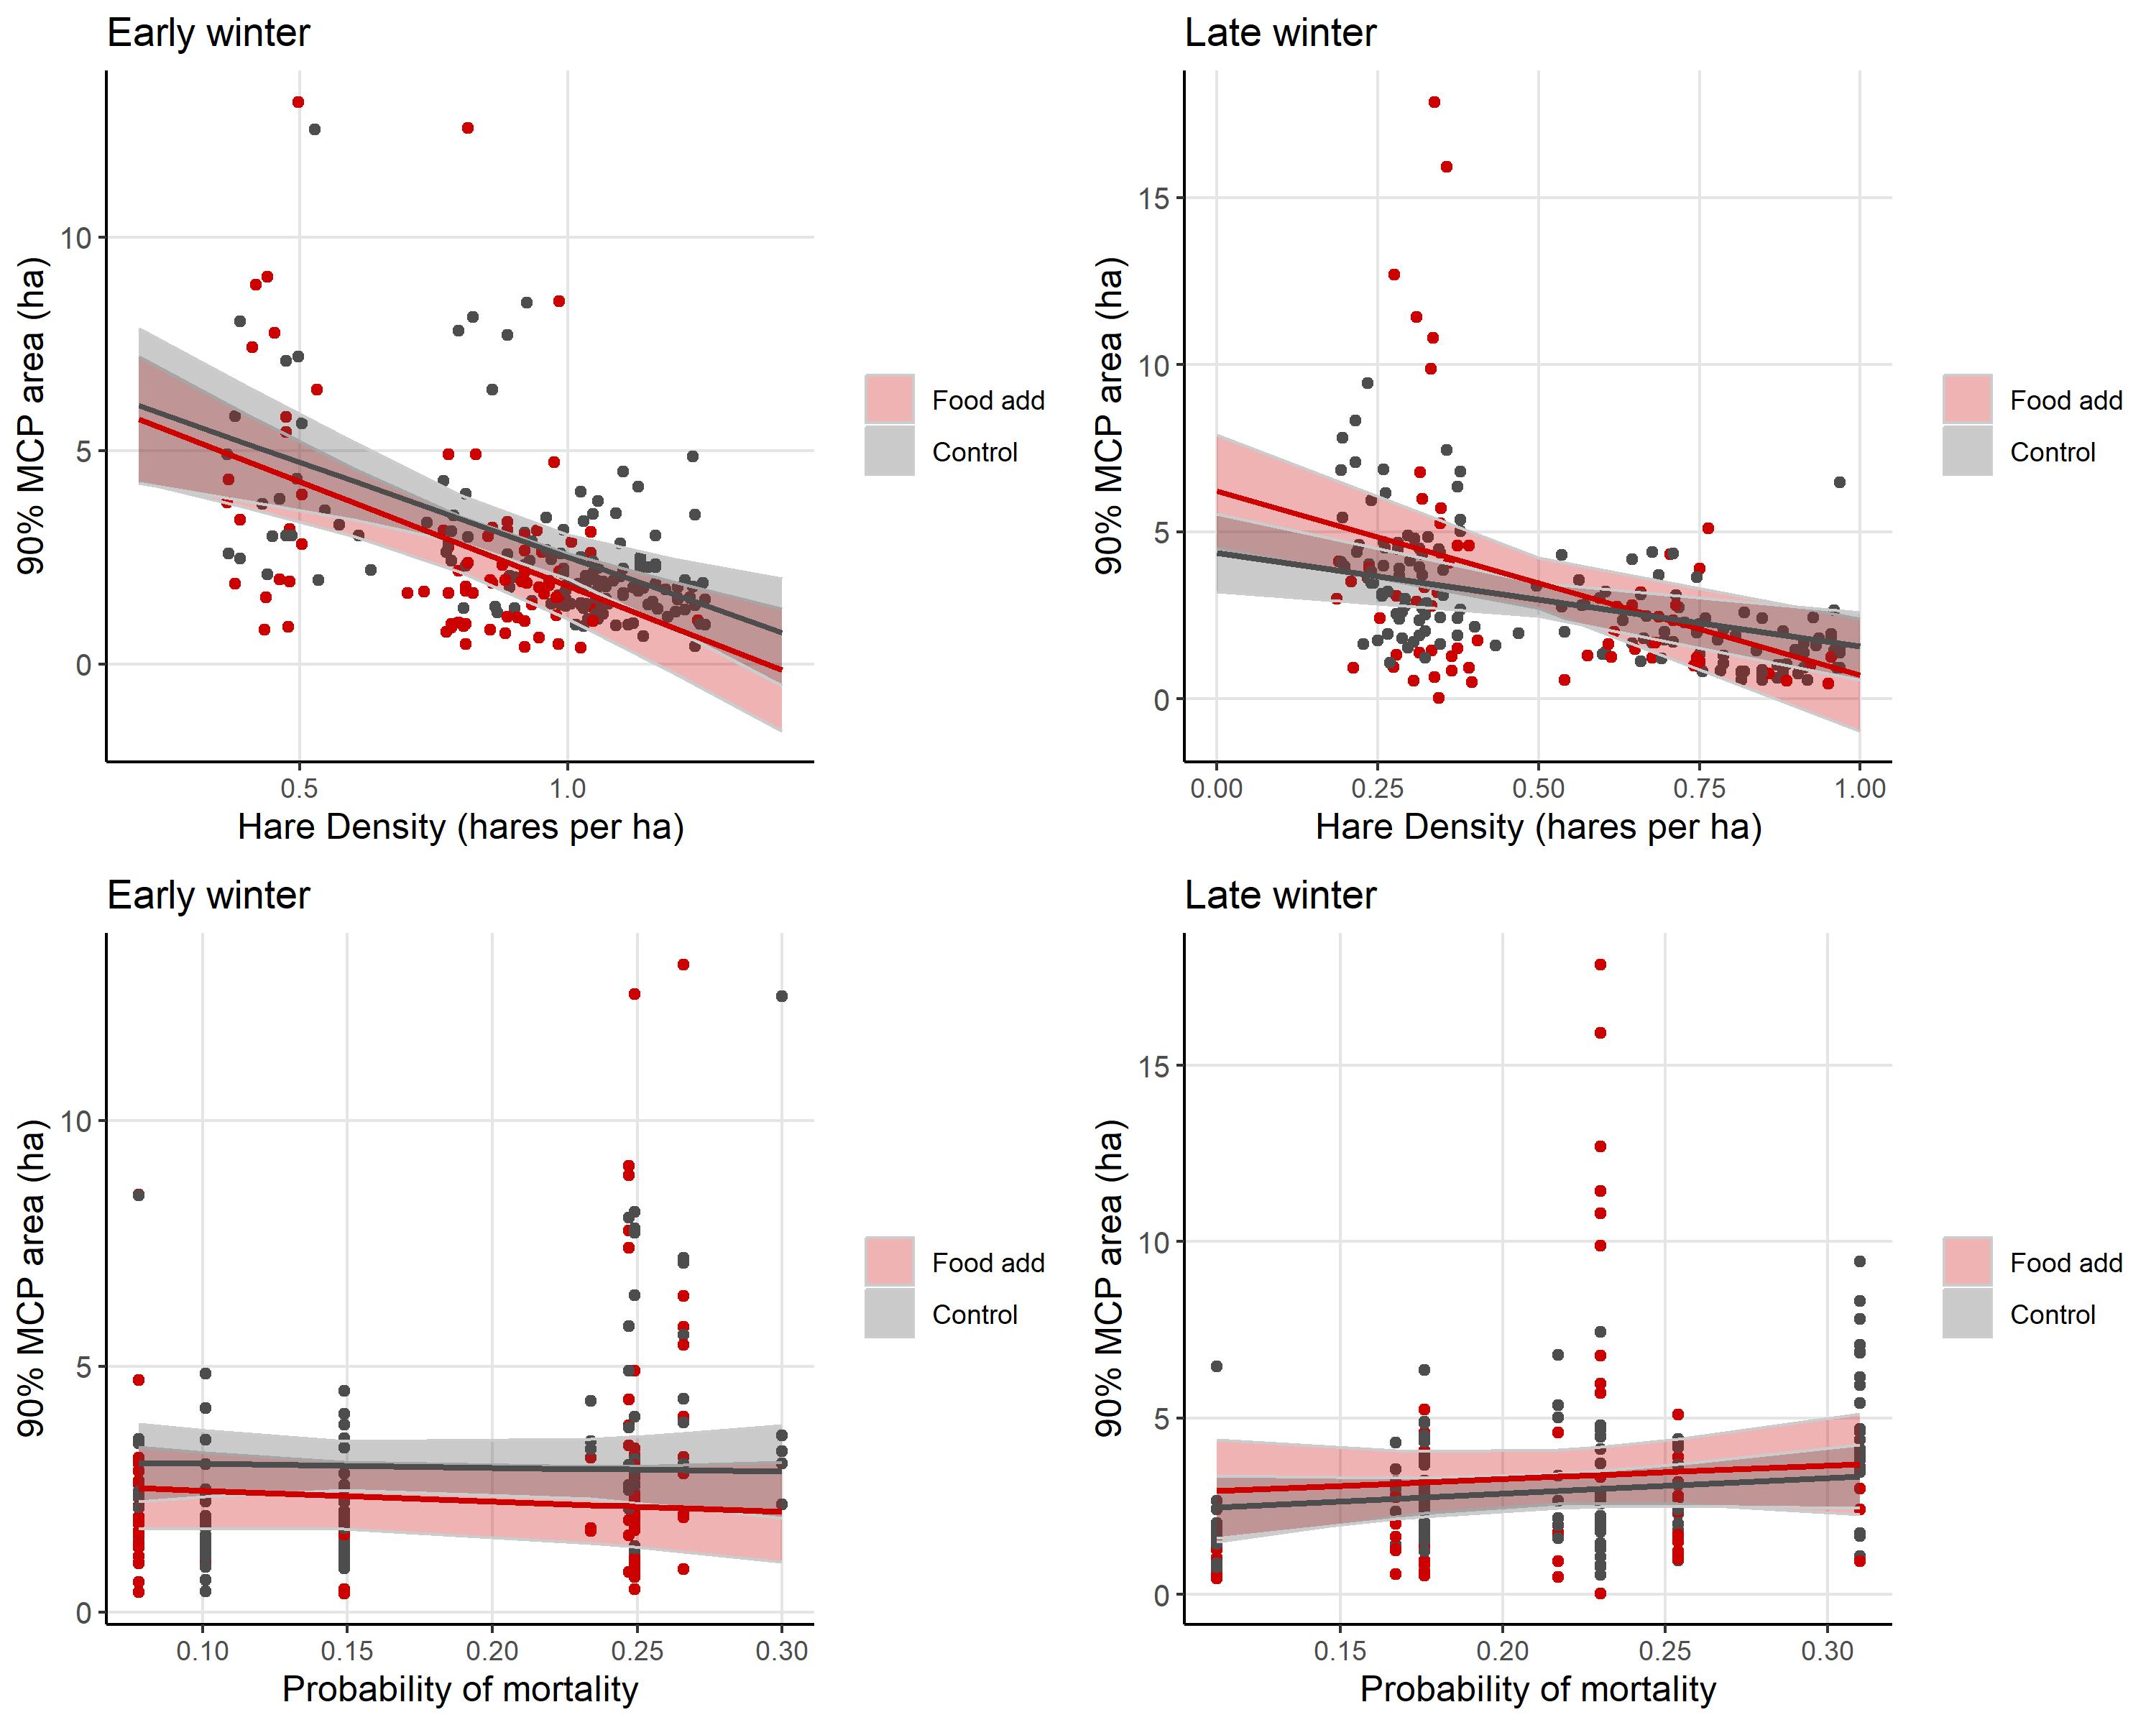 Early winter
90% MCP area (ha)
10
5
0
0.5 1.0
Hare Density (hares per ha)
Food add
Control
Late winter
90% MCP area (ha)
15
10
5
0
0.00 0.25 0.50 0.75 1.00
Hare Density (hares per ha)
Food add
Control
Early winter
90% MCP area (ha)
10
5
0
0.10 0.15 0.20 0.25 0.30
Probability of mortality
Food add
Control
Late winter
90% MCP area (ha)
15
10
5
0
0.15 0.20 0.25 0.30
Probability of mortality
Food add
Control